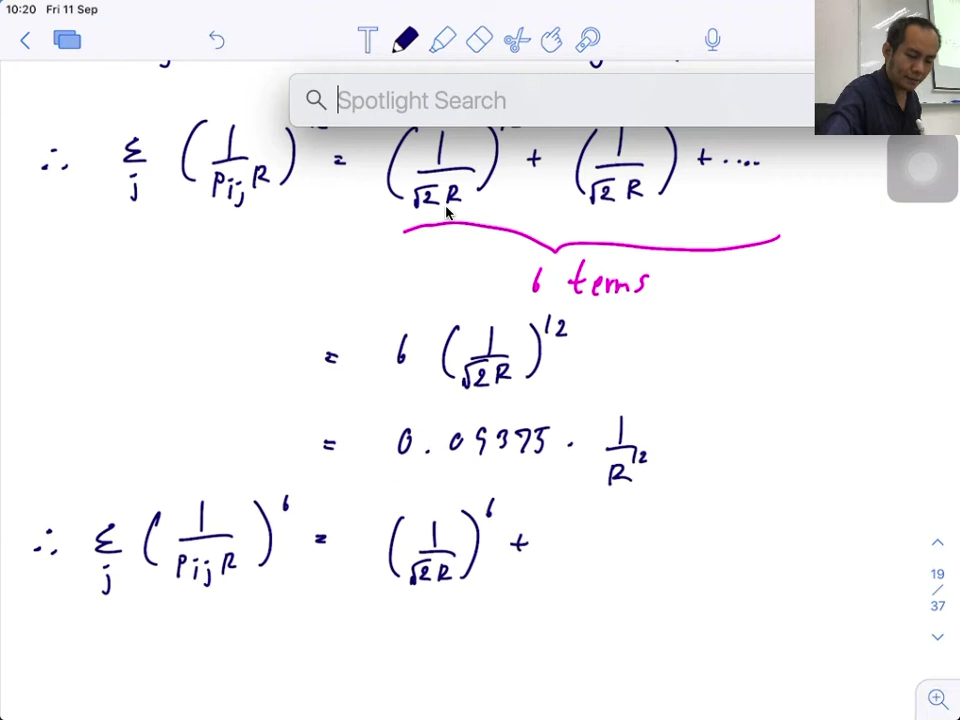 10:20 Fri 11 Sep
T
Spotlight Search
∴ Σ_j (1/(P_ij R))^12 = (1/(√2 R))^12 + (1/(√2 R)) + ....
6 terms
= 6 (1/(√2 R))^12
= 0.09375 · 1/R^12
∴ Σ_j (1/(P_ij R))^6 = (1/(√2 R))^6 +
19
/
37